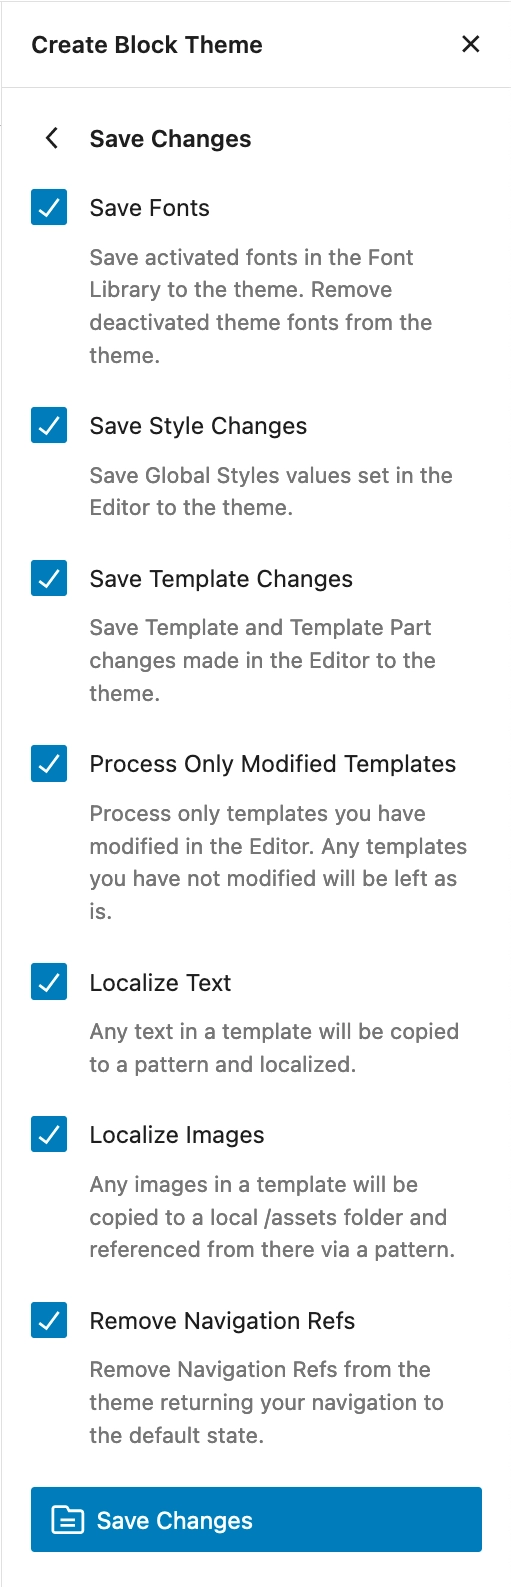 Create Block Theme
Save Changes
Save Fonts
Save activated fonts in the Font
Library to the theme. Remove
deactivated theme fonts from the
theme.
Save Style Changes
Save Global Styles values set in the
Editor to the theme.
Save Template Changes
Save Template and Template Part
changes made in the Editor to the
theme.
Process Only Modified Templates
Process only templates you have
modified in the Editor. Any templates
you have not modified will be left as
is.
Localize Text
Any text in a template will be copied
to a pattern and localized.
Localize Images
Any images in a template will be
copied to a local /assets folder and
referenced from there via a pattern.
Remove Navigation Refs
Remove Navigation Refs from the
theme returning your navigation to
the default state.
Save Changes